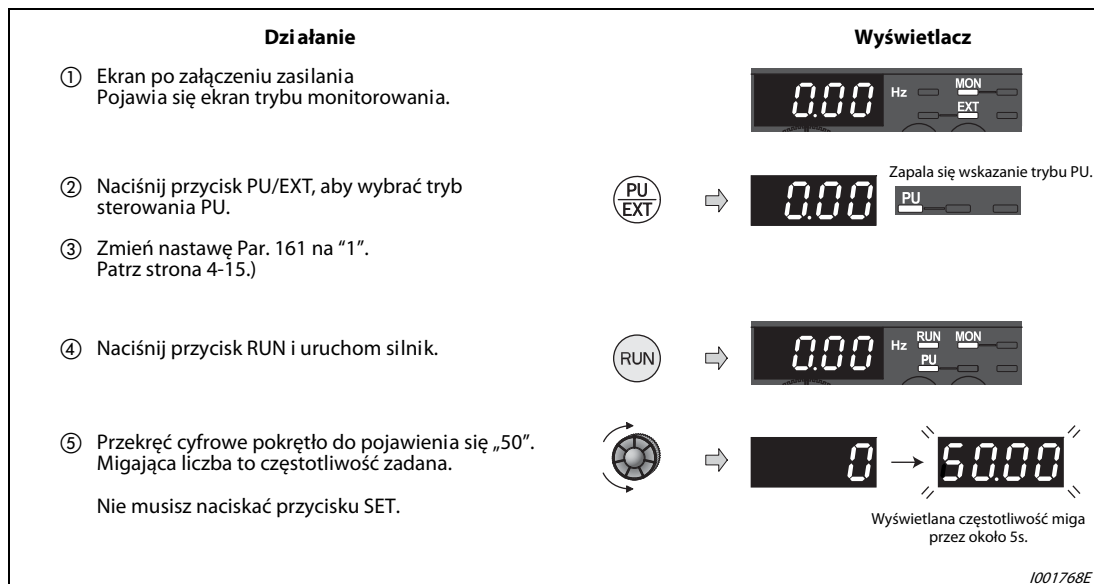 Działanie
Wyświetlacz
① Ekran po załączeniu zasilania
Pojawia się ekran trybu monitorowania.
0.00 Hz MON
EXT
② Naciśnij przycisk PU/EXT, aby wybrać tryb
sterowania PU.
PU
EXT
0.00
Zapala się wskazanie trybu PU.
PU
③ Zmień nastawę Par. 161 na “1”.
Patrz strona 4-15.)
④ Naciśnij przycisk RUN i uruchom silnik.
RUN
0.00 Hz RUN MON
PU
⑤ Przekręć cyfrowe pokrętło do pojawienia się „50”.
Migająca liczba to częstotliwość zadana.
Nie musisz naciskać przycisku SET.
0 → 50.00
Wyświetlana częstotliwość miga
przez około 5s.
I001768E